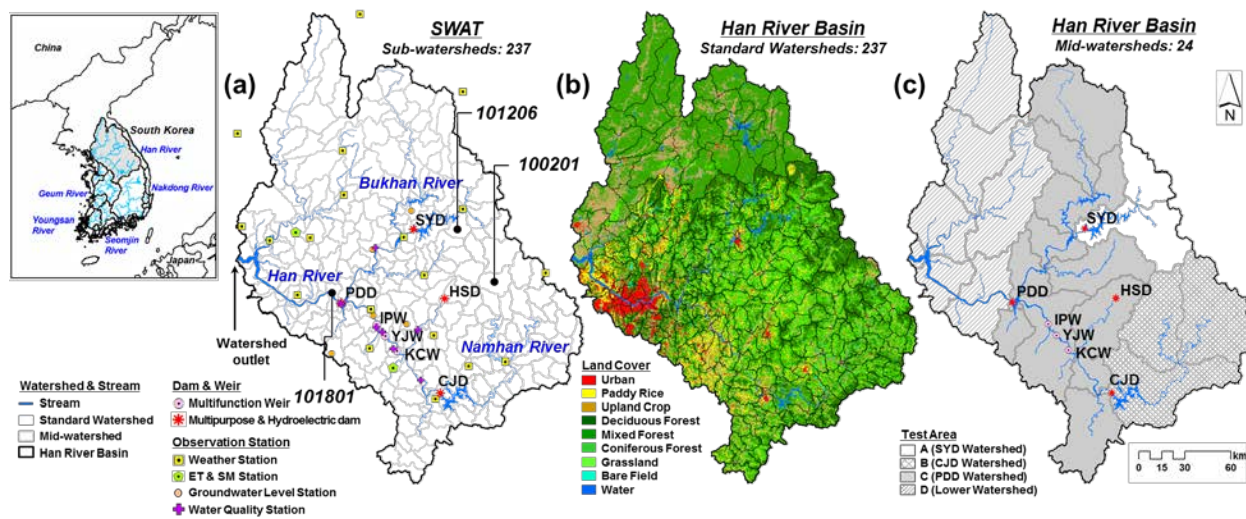 China
South Korea
Han River
Geum River
Nakdong River
Youngsan
River
Seomjin
River
Japan
SWAT
Sub-watersheds: 237
(a)
101206
100201
Bukhan River
SYD
Han River
PDD
HSD
IPW
YJW
KCW
Namhan River
CJD
Watershed
outlet
101801
Watershed & Stream
Stream
Standard Watershed
Mid-watershed
Han River Basin
Dam & Weir
Multifunction Weir
Multipurpose & Hydroelectric dam
Observation Station
Weather Station
ET & SM Station
Groundwater Level Station
Water Quality Station
Han River Basin
Standard Watersheds: 237
(b)
Land Cover
Urban
Paddy Rice
Upland Crop
Deciduous Forest
Mixed Forest
Coniferous Forest
Grassland
Bare Field
Water
Han River Basin
Mid-watersheds: 24
(c)
N
SYD
PDD
HSD
IPW
YJW
KCW
CJD
Test Area
A (SYD Watershed)
B (CJD Watershed)
C (PDD Watershed)
D (Lower Watershed)
km
0 15 30 60